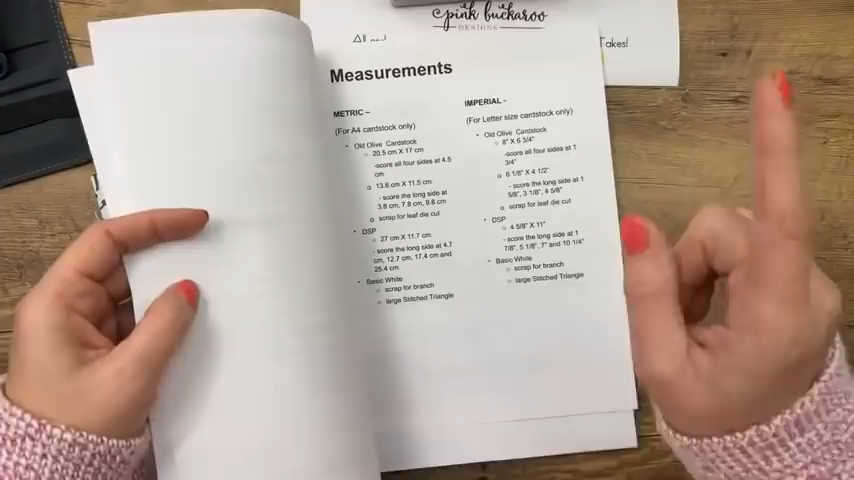 pink buckaroo
DESIGNS
Takes!
Measurements
METRIC –
(For A4 cardstock only)
• Old Olive Cardstock
○ 20.5 cm X 17 cm
-score all four sides at 4.5
cm
○ 13.6 cm X 11.5 cm
- score the long side at
3.8 cm, 7.8 cm, 9.8 cm
○ scrap for leaf die cut
• DSP
○ 27 cm X 11.7 cm
- score the long side at 4.7
cm, 12.7 cm, 17.4 cm and
25.4 cm
• Basic White
○ scrap for branch
○ large Stitched Triangle
IMPERIAL -
(For Letter size cardstock only)
• Old Olive Cardstock
○ 8" X 6 3/4"
-score all four sides at 1
3/4"
○ 6 1/8" X 4 1/2"
- score the long side at 1
5/8", 3 1/8", 4 5/8"
○ scrap for leaf die cut
• DSP
○ 4 5/8" X 11"
- score the long side at 1
7/8", 5 1/8", 7" and 10 1/4"
• Basic White
○ scrap for branch
○ large Stitched Triangle